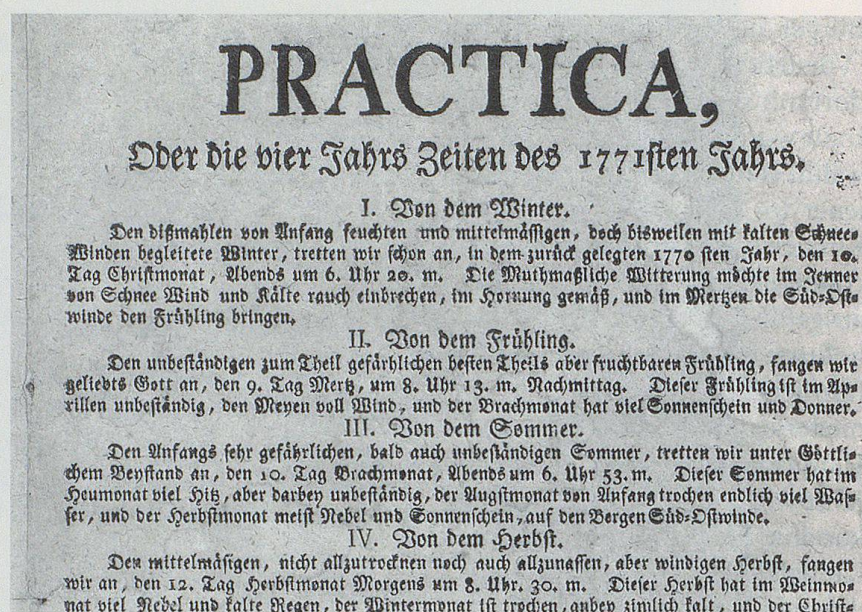 PRACTICA,
Oder die vier Jahrs Zeiten des 1771sten Jahrs.
I. Von dem Winter.
Den dißmahlen von Anfang feuchten und mittelmässigen, doch bisweilen mit kalten Schnee-
Winden begleitete Winter, tretten wir schon an, in dem zurück gelegten 1770 sten Jahr, den 10.
Tag Christmonat, Abends um 6. Uhr 20. m. Die Muthmaßliche Witterung möchte im Jenner
von Schnee Wind und Kälte rauch einbrechen, im Hornung gemäß, und im Mertzen die Süd-Ost-
winde den Frühling bringen.
II. Von dem Frühling.
Den unbeständigen zum Theil gefährlichen besten Theils aber fruchtbaren Frühling, fangen wir
geliebts Gott an, den 9. Tag Mertz, um 8. Uhr 13. m. Nachmittag. Dieser Frühling ist im Ap-
rillen unbeständig, den Meyen voll Wind, und der Brachmonat hat viel Sonnenschein und Donner.
III. Von dem Sommer.
Den Anfangs sehr gefährlichen, bald auch unbeständigen Sommer, tretten wir unter Göttli-
chem Beystand an, den 10. Tag Brachmonat, Abends um 6. Uhr 53. m. Dieser Sommer hat im
Heumonat viel Hitz, aber darbey unbeständig, der Augstmonat von Anfang trochen endlich viel Was-
ser, und der Herbstmonat meist Nebel und Sonnenschein, auf den Bergen Süd-Ostwinde.
IV. Von dem Herbst.
Den mittelmäsigen, nicht allzutrocknen noch auch allzunassen, aber windigen Herbst, fangen
wir an, den 12. Tag Herbstmonat Morgens um 8. Uhr. 30. m. Dieser Herbst hat im Weinmo-
nat viel Nebel und kalte Regen, der Wintermonat ist trochen, anbey zimlich kalt, und der Christ-